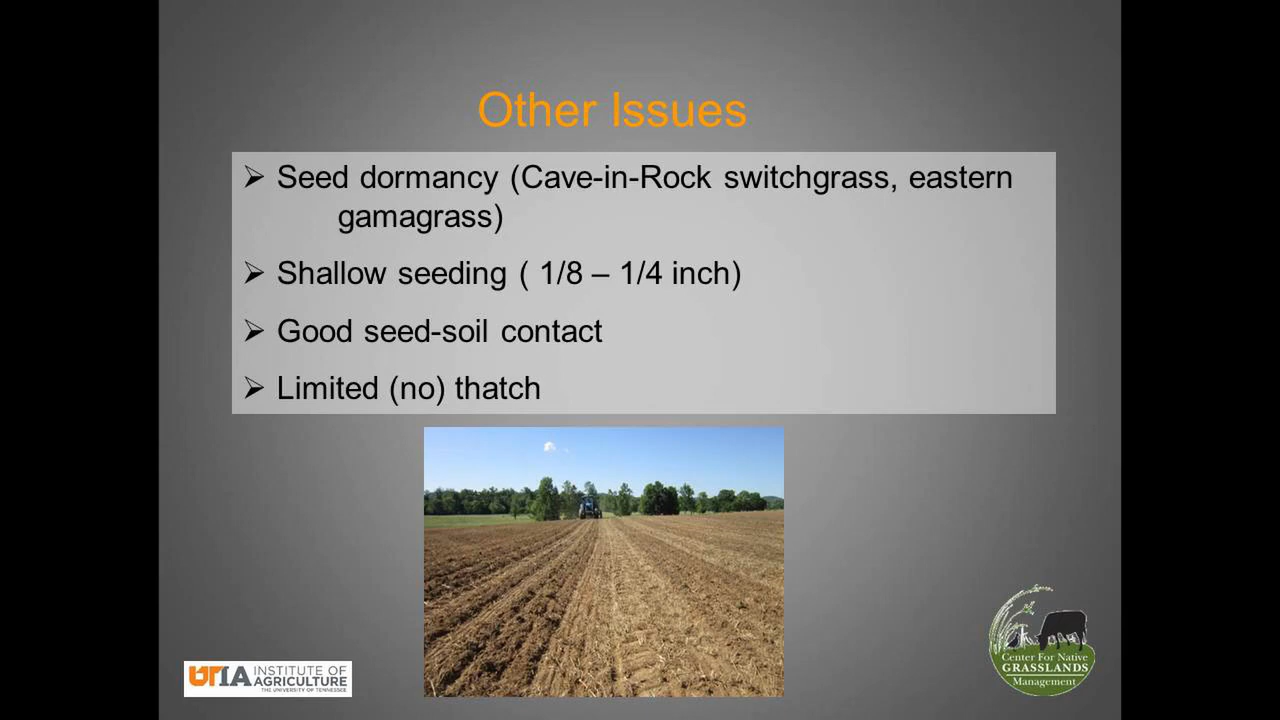 Other Issues
➢ Seed dormancy (Cave-in-Rock switchgrass, eastern
gamagrass)
➢ Shallow seeding ( 1/8 – 1/4 inch)
➢ Good seed-soil contact
➢ Limited (no) thatch
UTIA INSTITUTE OF
AGRICULTURE
THE UNIVERSITY OF TENNESSEE
Center For Native
GRASSLANDS
Management